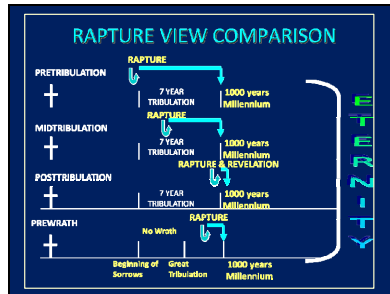 RAPTURE VIEW COMPARISON
RAPTURE
PRETRIBULATION
7 YEAR
TRIBULATION
1000 years
Millennium
RAPTURE
MIDTRIBULATION
7 YEAR
TRIBULATION
1000 years
Millennium
RAPTURE & REVELATION
POSTTRIBULATION
7 YEAR
TRIBULATION
1000 years
Millennium
PREWRATH
RAPTURE
No Wrath
Beginning of
Sorrows
Great
Tribulation
1000 years
Millennium
ETERNITY